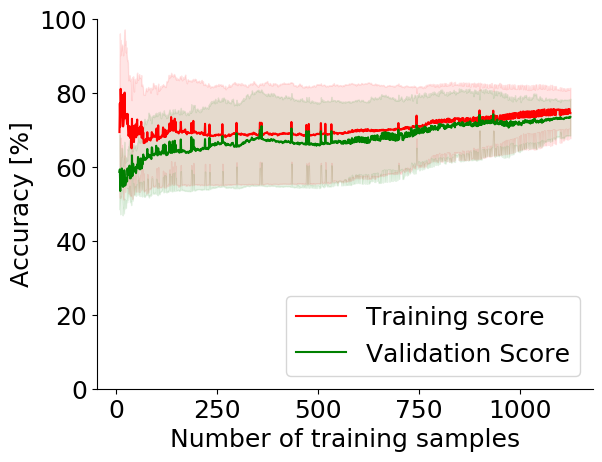 100
80
60
40
20
0
Accuracy [%]
Training score
Validation Score
0 250 500 750 1000
Number of training samples